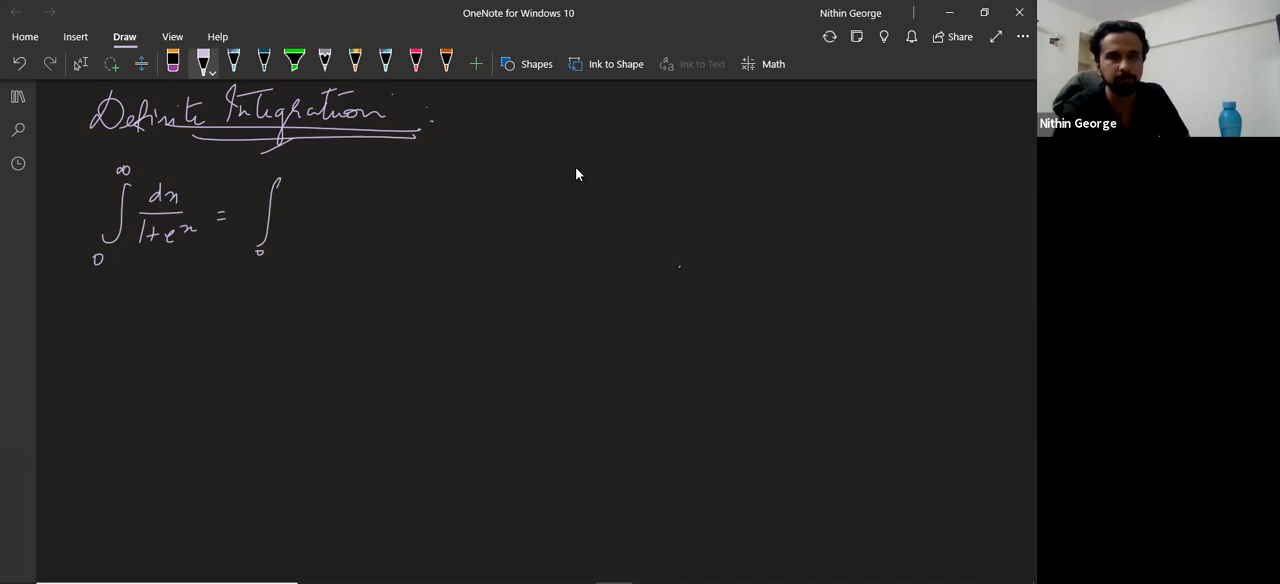 OneNote for Windows 10
Nithin George
Home Insert Draw View Help
Share
Shapes Ink to Shape Ink to Text Math
Nithin George
Definite Integration :
∫₀^∞ dx/(1+e^x) = ∫₀